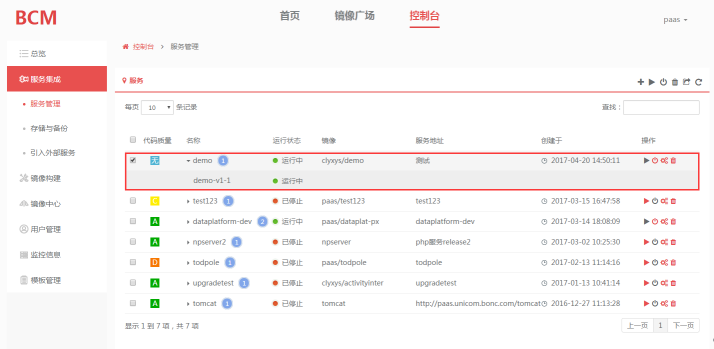 BCM
首页 镜像广场 控制台
paas
总览
服务集成
服务管理
存储与备份
引入外部服务
镜像构建
镜像中心
用户管理
监控信息
模板管理
控制台 > 服务管理
服务
每页 10 条记录 查找：
代码质量 名称 运行状态 镜像 服务地址 创建于 操作
无 demo 1 运行中 clyxys/demo 测试 2017-04-20 14:50:11
demo-v1-1 运行中
C test123 1 已停止 paas/test123 test123 2017-03-15 16:47:58
A dataplatform-dev 2 运行中 paas/dataplat-px dataplatform-dev 2017-03-14 18:08:09
A npserver2 1 已停止 npserver php服务release2 2017-03-02 10:25:30
D todpole 1 已停止 paas/todpole todpole 2017-02-13 11:14:16
A upgradetest 1 已停止 clyxys/activityinter upgradetest 2017-01-13 10:41:14
A tomcat 1 已停止 tomcat http://paas.unicom.bonc.com/tomcat 2016-12-27 11:13:28
显示 1 到 7 项，共 7 项
上一页 1 下一页